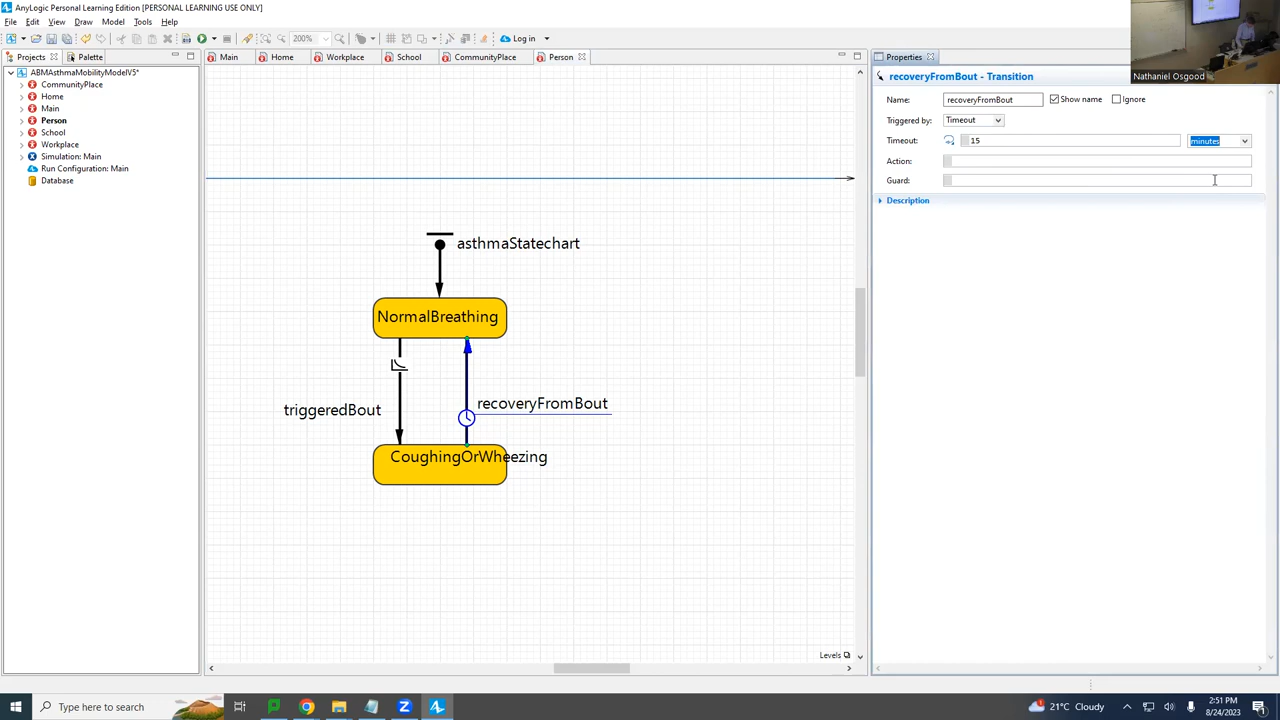 AnyLogic Personal Learning Edition [PERSONAL LEARNING USE ONLY]
File Edit View Draw Model Tools Help
200% Log in
Projects Palette
Main Home Workplace School CommunityPlace Person
Properties
ABMAsthmaMobilityModelV5*
CommunityPlace
Home
Main
Person
School
Workplace
Simulation: Main
Run Configuration: Main
Database
asthmaStatechart
NormalBreathing
triggeredBout
recoveryFromBout
CoughingOrWheezing
Levels
recoveryFromBout - Transition
Name: recoveryFromBout Show name Ignore
Triggered by: Timeout
Timeout: 15 minutes
Action:
Guard:
Description
Nathaniel Osgood
Type here to search
21°C Cloudy
2:51 PM
8/24/2023
1